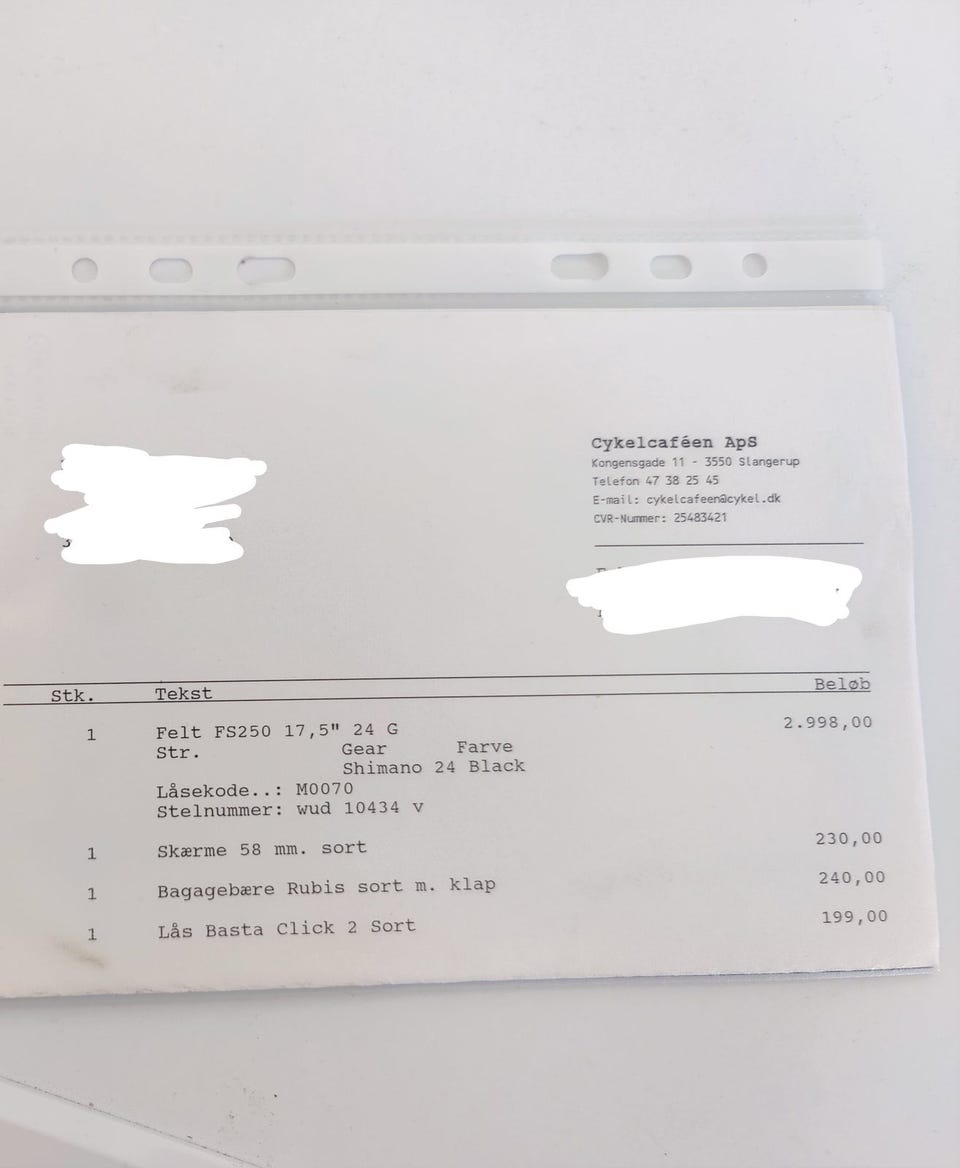 Cykelcaféen ApS
Kongensgade 11 - 3550 Slangerup
Telefon 47 38 25 45
E-mail: cykelcafeen@cykel.dk
CVR-Nummer: 25483421
Stk. Tekst Beløb
1 Felt FS250 17,5" 24 G 2.998,00
Str. Gear Farve
Shimano 24 Black
Låsekode..: M0070
Stelnummer: wud 10434 v
1 Skærme 58 mm. sort 230,00
1 Bagagebære Rubis sort m. klap 240,00
1 Lås Basta Click 2 Sort 199,00